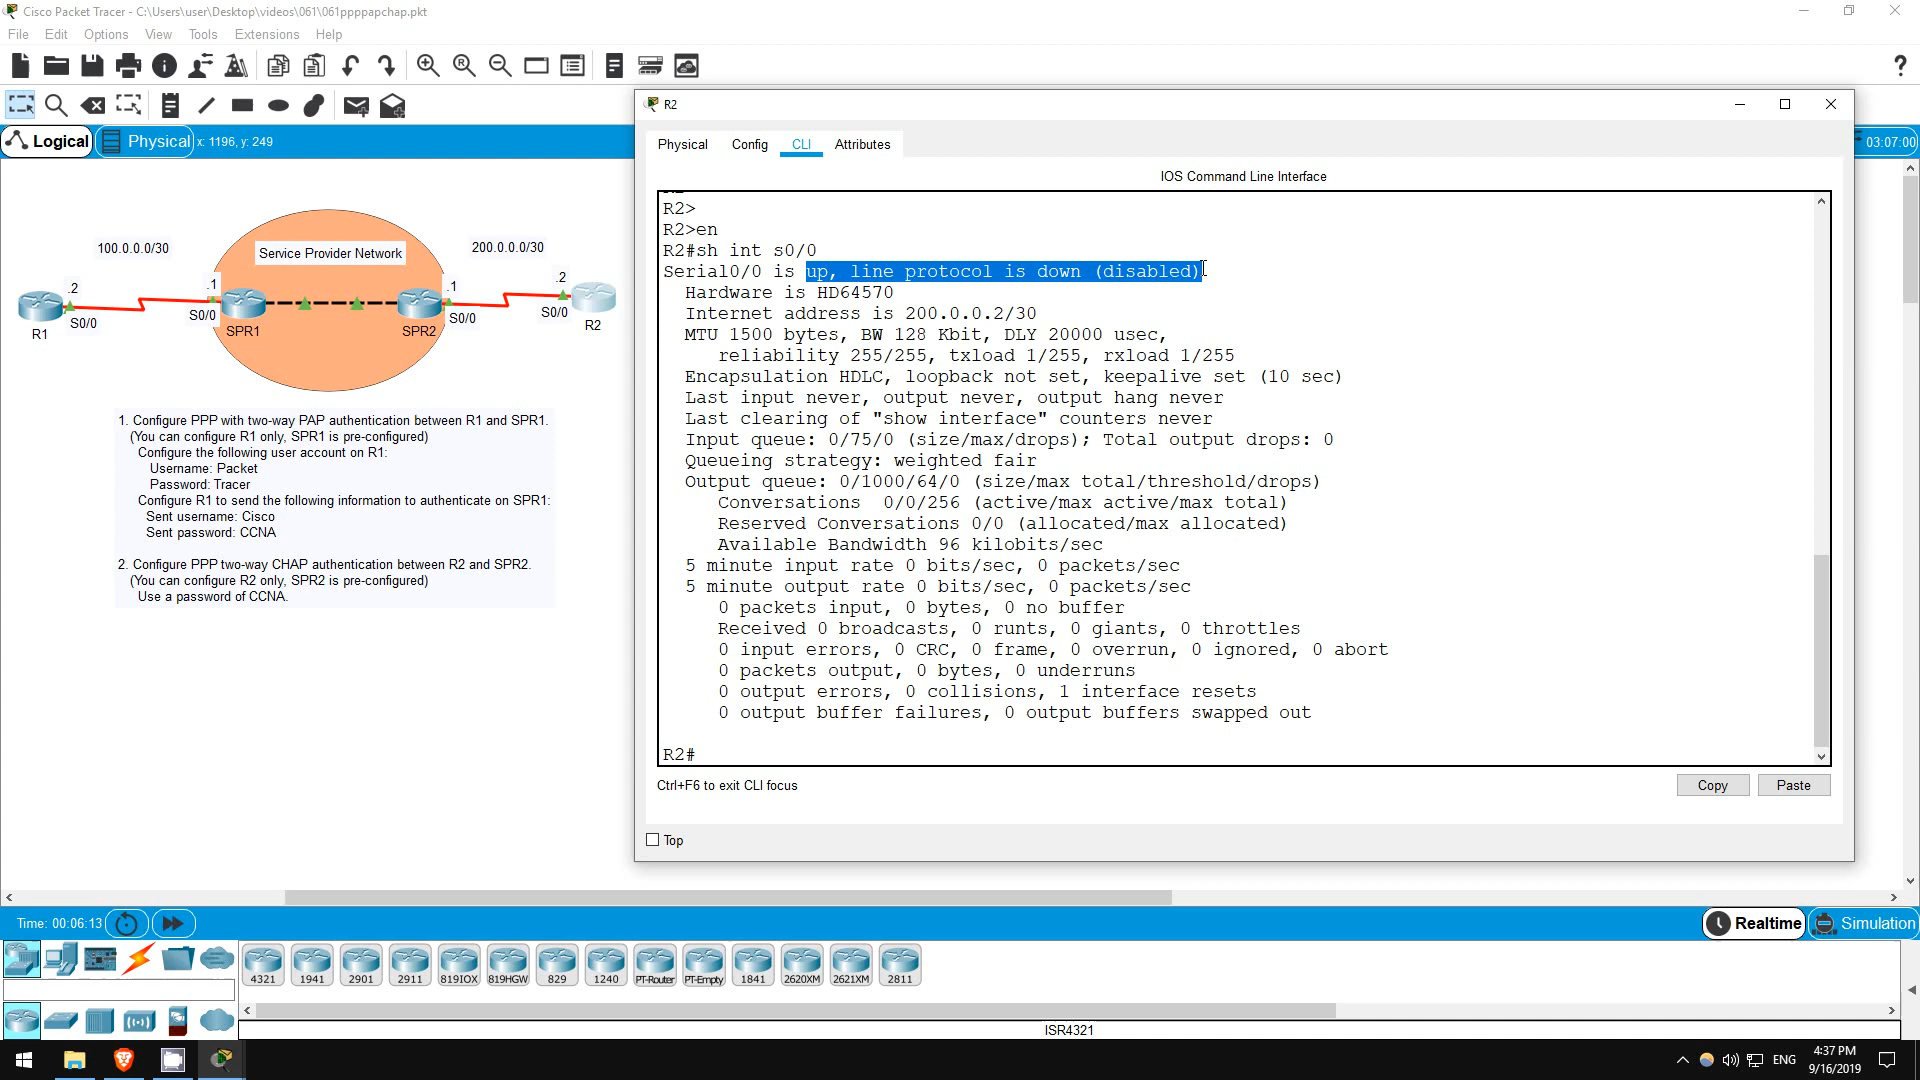 Cisco Packet Tracer - C:\Users\user\Desktop\videos\061\061ppppapchap.pkt
File Edit Options View Tools Extensions Help
Logical
Physical x: 1196, y: 249
03:07:00
R2
Physical Config CLI Attributes
IOS Command Line Interface
R2>
R2>en
R2#sh int s0/0
Serial0/0 is up, line protocol is down (disabled)
Hardware is HD64570
Internet address is 200.0.0.2/30
MTU 1500 bytes, BW 128 Kbit, DLY 20000 usec,
reliability 255/255, txload 1/255, rxload 1/255
Encapsulation HDLC, loopback not set, keepalive set (10 sec)
Last input never, output never, output hang never
Last clearing of "show interface" counters never
Input queue: 0/75/0 (size/max/drops); Total output drops: 0
Queueing strategy: weighted fair
Output queue: 0/1000/64/0 (size/max total/threshold/drops)
Conversations  0/0/256 (active/max active/max total)
Reserved Conversations 0/0 (allocated/max allocated)
Available Bandwidth 96 kilobits/sec
5 minute input rate 0 bits/sec, 0 packets/sec
5 minute output rate 0 bits/sec, 0 packets/sec
0 packets input, 0 bytes, 0 no buffer
Received 0 broadcasts, 0 runts, 0 giants, 0 throttles
0 input errors, 0 CRC, 0 frame, 0 overrun, 0 ignored, 0 abort
0 packets output, 0 bytes, 0 underruns
0 output errors, 0 collisions, 1 interface resets
0 output buffer failures, 0 output buffers swapped out
R2#
Ctrl+F6 to exit CLI focus
Copy Paste
Top
100.0.0.0/30
Service Provider Network
200.0.0.0/30
.2 .1 .1 .2
S0/0 S0/0 S0/0 S0/0
R1 SPR1 SPR2 R2
1. Configure PPP with two-way PAP authentication between R1 and SPR1.
(You can configure R1 only, SPR1 is pre-configured)
Configure the following user account on R1:
Username: Packet
Password: Tracer
Configure R1 to send the following information to authenticate on SPR1:
Sent username: Cisco
Sent password: CCNA
2. Configure PPP two-way CHAP authentication between R2 and SPR2.
(You can configure R2 only, SPR2 is pre-configured)
Use a password of CCNA.
Time: 00:06:13
Realtime Simulation
4321 1941 2901 2911 819IOX 819HGW 829 1240 PT-Router PT-Empty 1841 2620XM 2621XM 2811
ISR4321
ENG
4:37 PM
9/16/2019